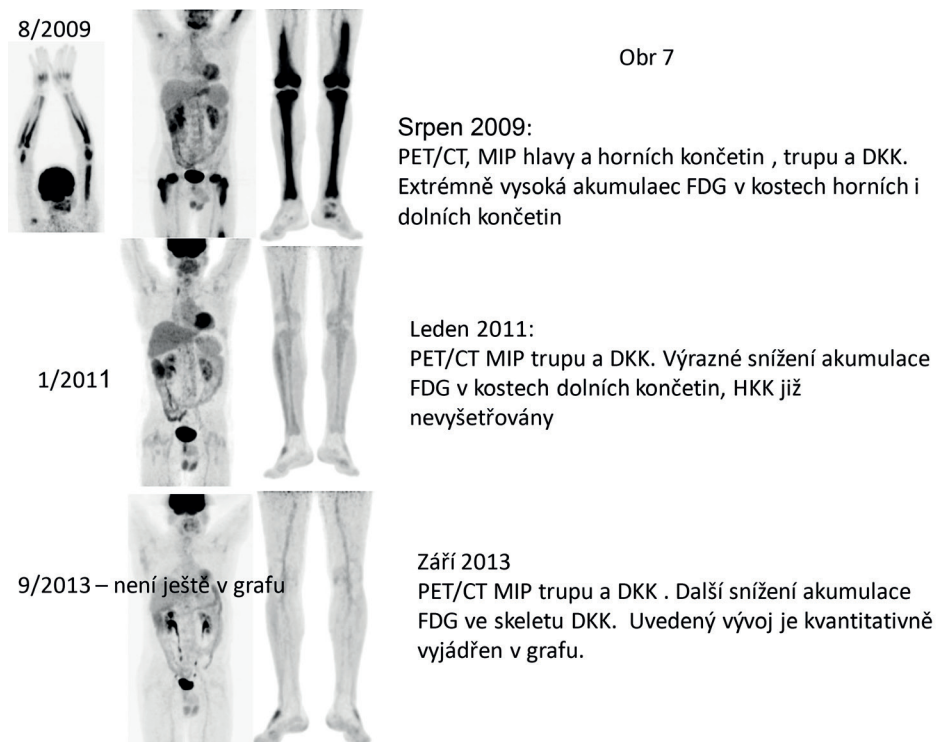 8/2009
Obr 7
Srpen 2009:
PET/CT, MIP hlavy a horních končetin , trupu a DKK.
Extrémně vysoká akumulaec FDG v kostech horních i
dolních končetin
1/2011
Leden 2011:
PET/CT MIP trupu a DKK. Výrazné snížení akumulace
FDG v kostech dolních končetin, HKK již
nevyšetřovány
9/2013 – není ještě v grafu
Září 2013
PET/CT MIP trupu a DKK . Další snížení akumulace
FDG ve skeletu DKK. Uvedený vývoj je kvantitativně
vyjádřen v grafu.